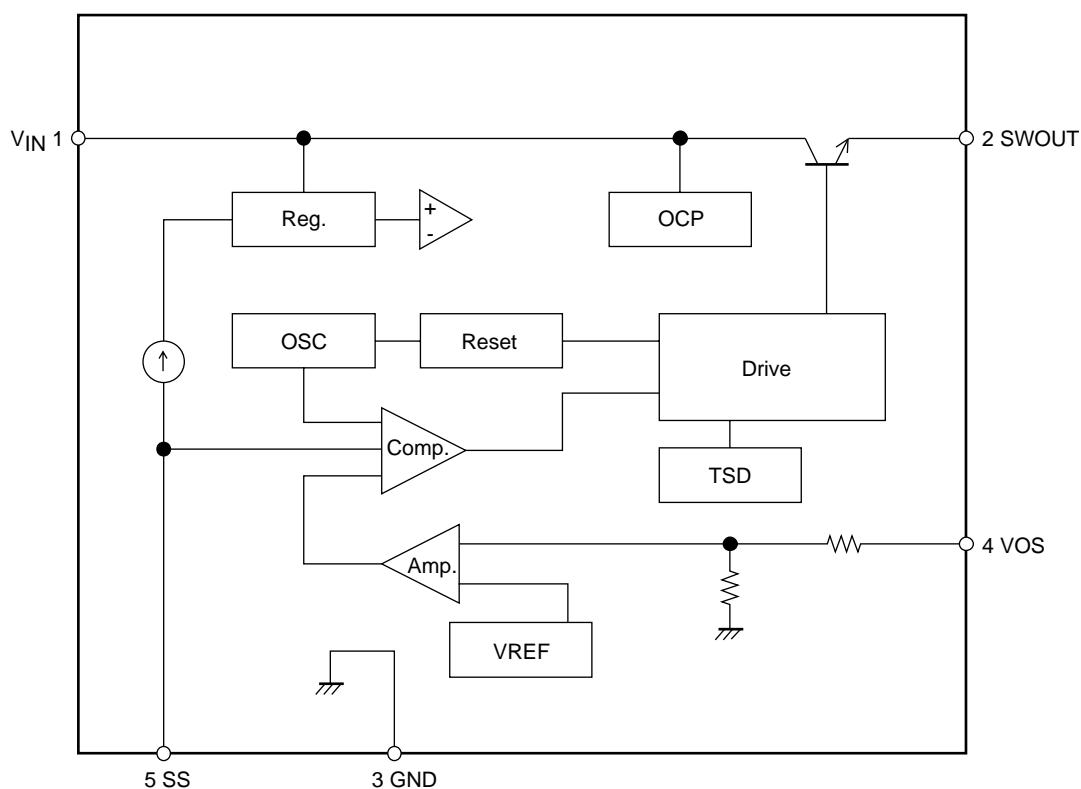 VIN 1
2 SWOUT
Reg.
+
-
OCP
OSC
Reset
Drive
Comp.
TSD
4 VOS
Amp.
VREF
5 SS
3 GND